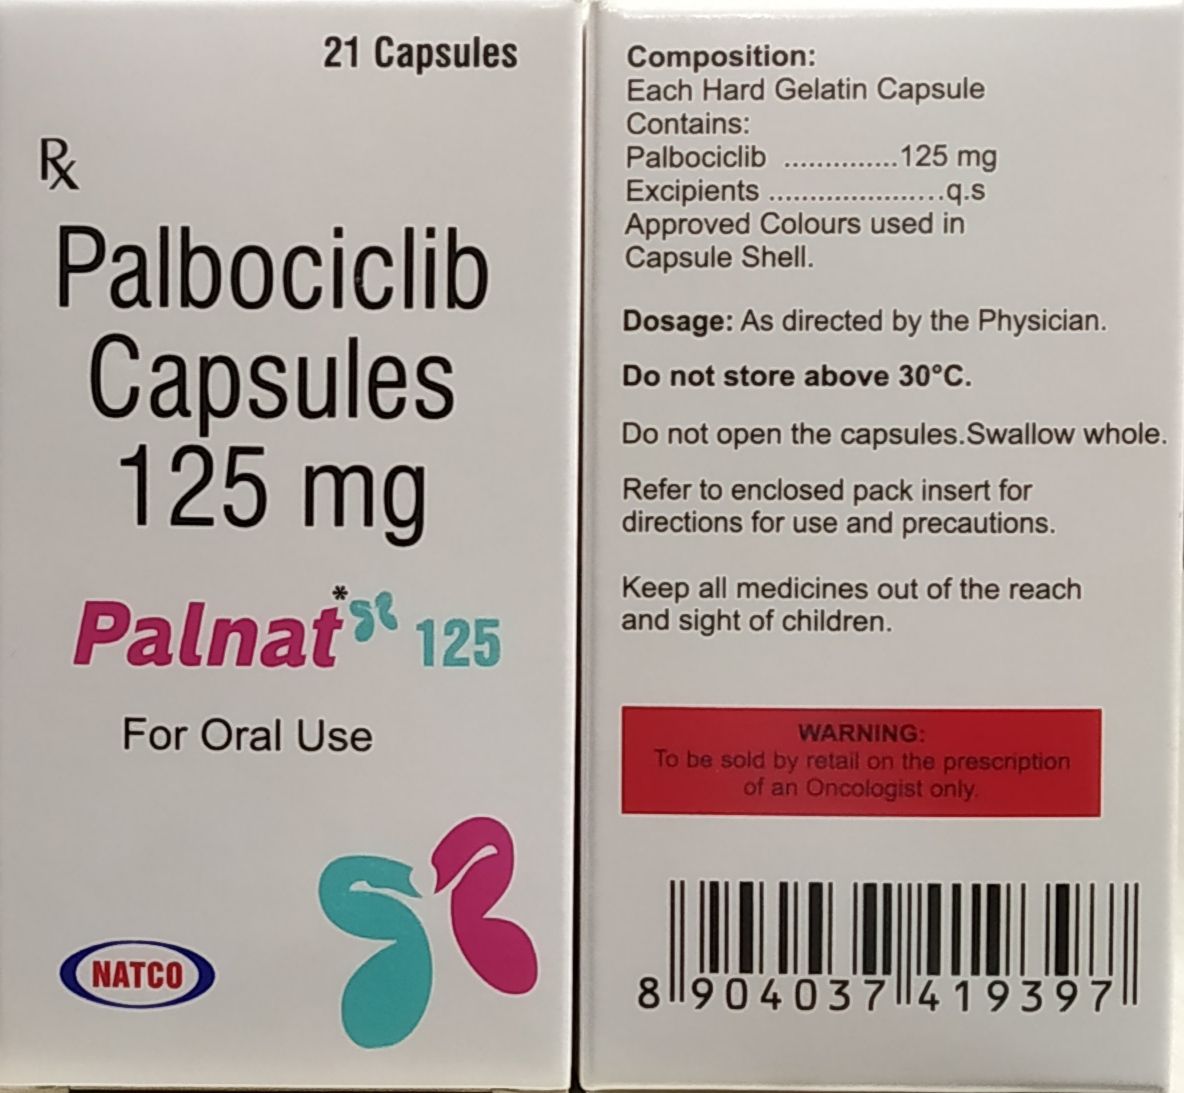 21 Capsules
Rx
Palbociclib
Capsules
125 mg
Palnat* 125
For Oral Use
NATCO
Composition:
Each Hard Gelatin Capsule
Contains:
Palbociclib ..............125 mg
Excipients .....................q.s
Approved Colours used in
Capsule Shell.
Dosage: As directed by the Physician.
Do not store above 30°C.
Do not open the capsules.Swallow whole.
Refer to enclosed pack insert for
directions for use and precautions.
Keep all medicines out of the reach
and sight of children.
WARNING:
To be sold by retail on the prescription
of an Oncologist only.
8 904037 419397